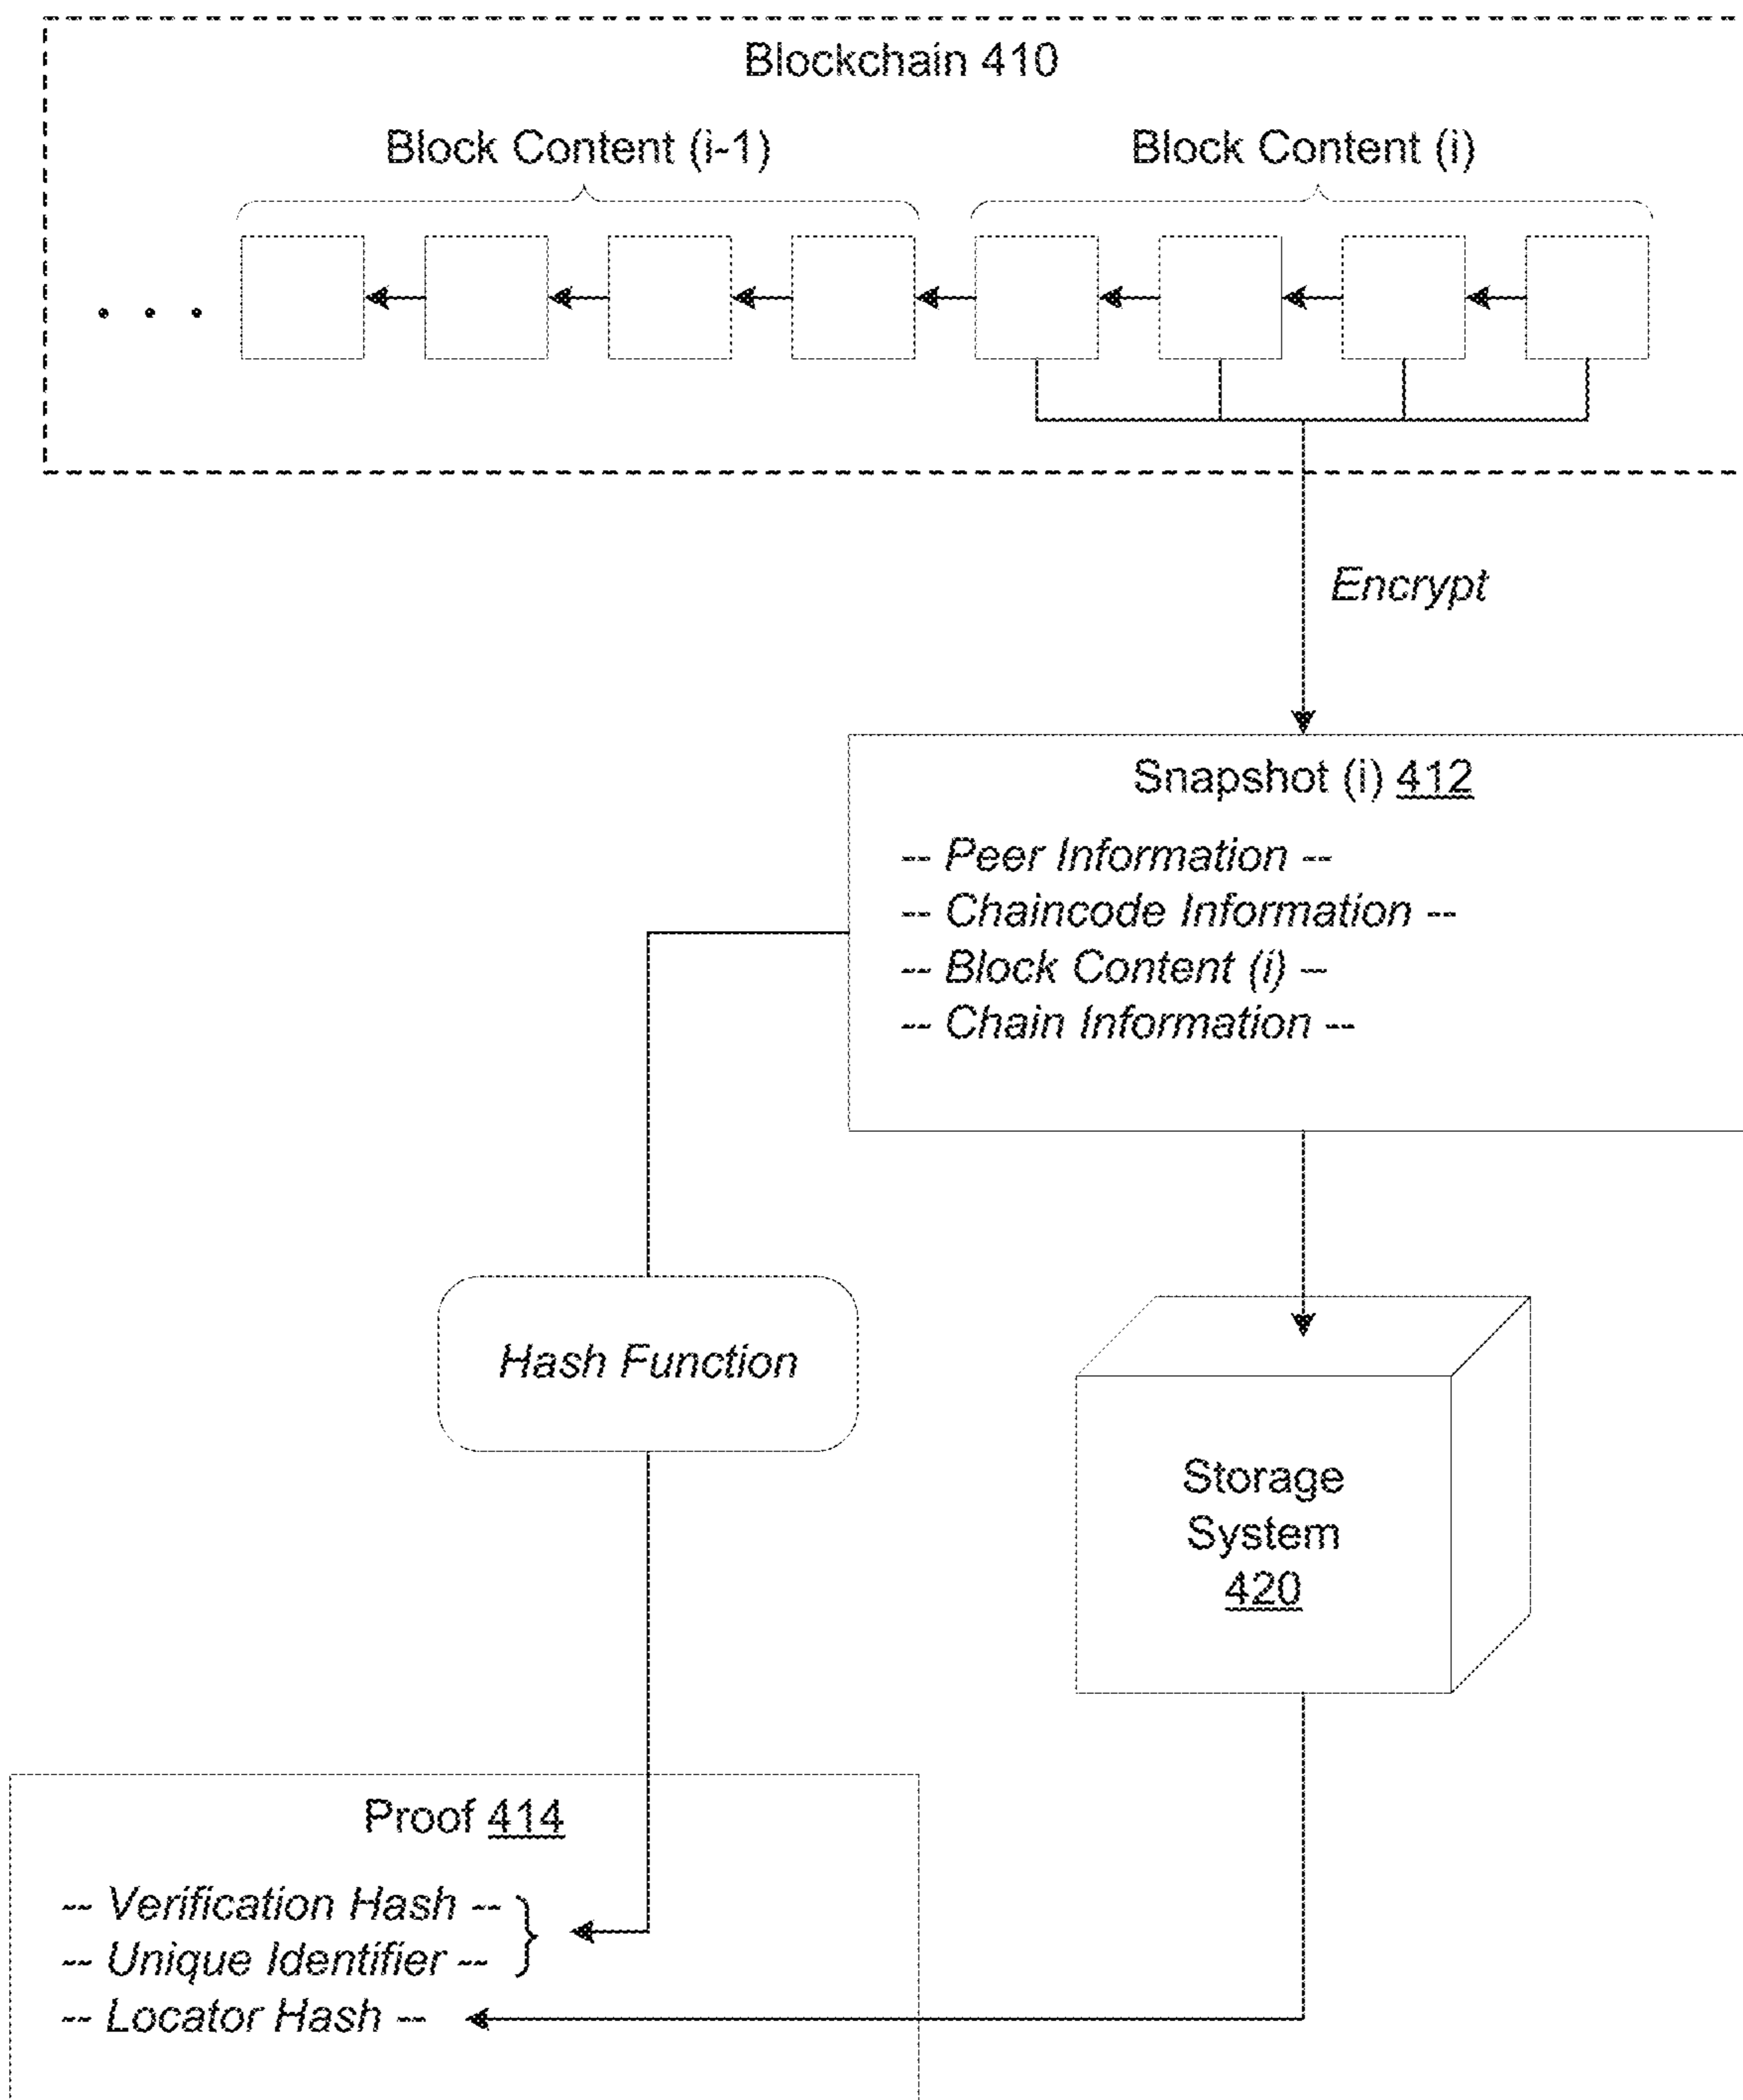 Blockchain 410
Block Content (i-1)
Block Content (i)
. . .
Encrypt
Snapshot (i) 412
-- Peer Information --
-- Chaincode Information --
-- Block Content (i) --
-- Chain Information --
Hash Function
Storage
System
420
Proof 414
-- Verification Hash --
-- Unique Identifier --
-- Locator Hash --